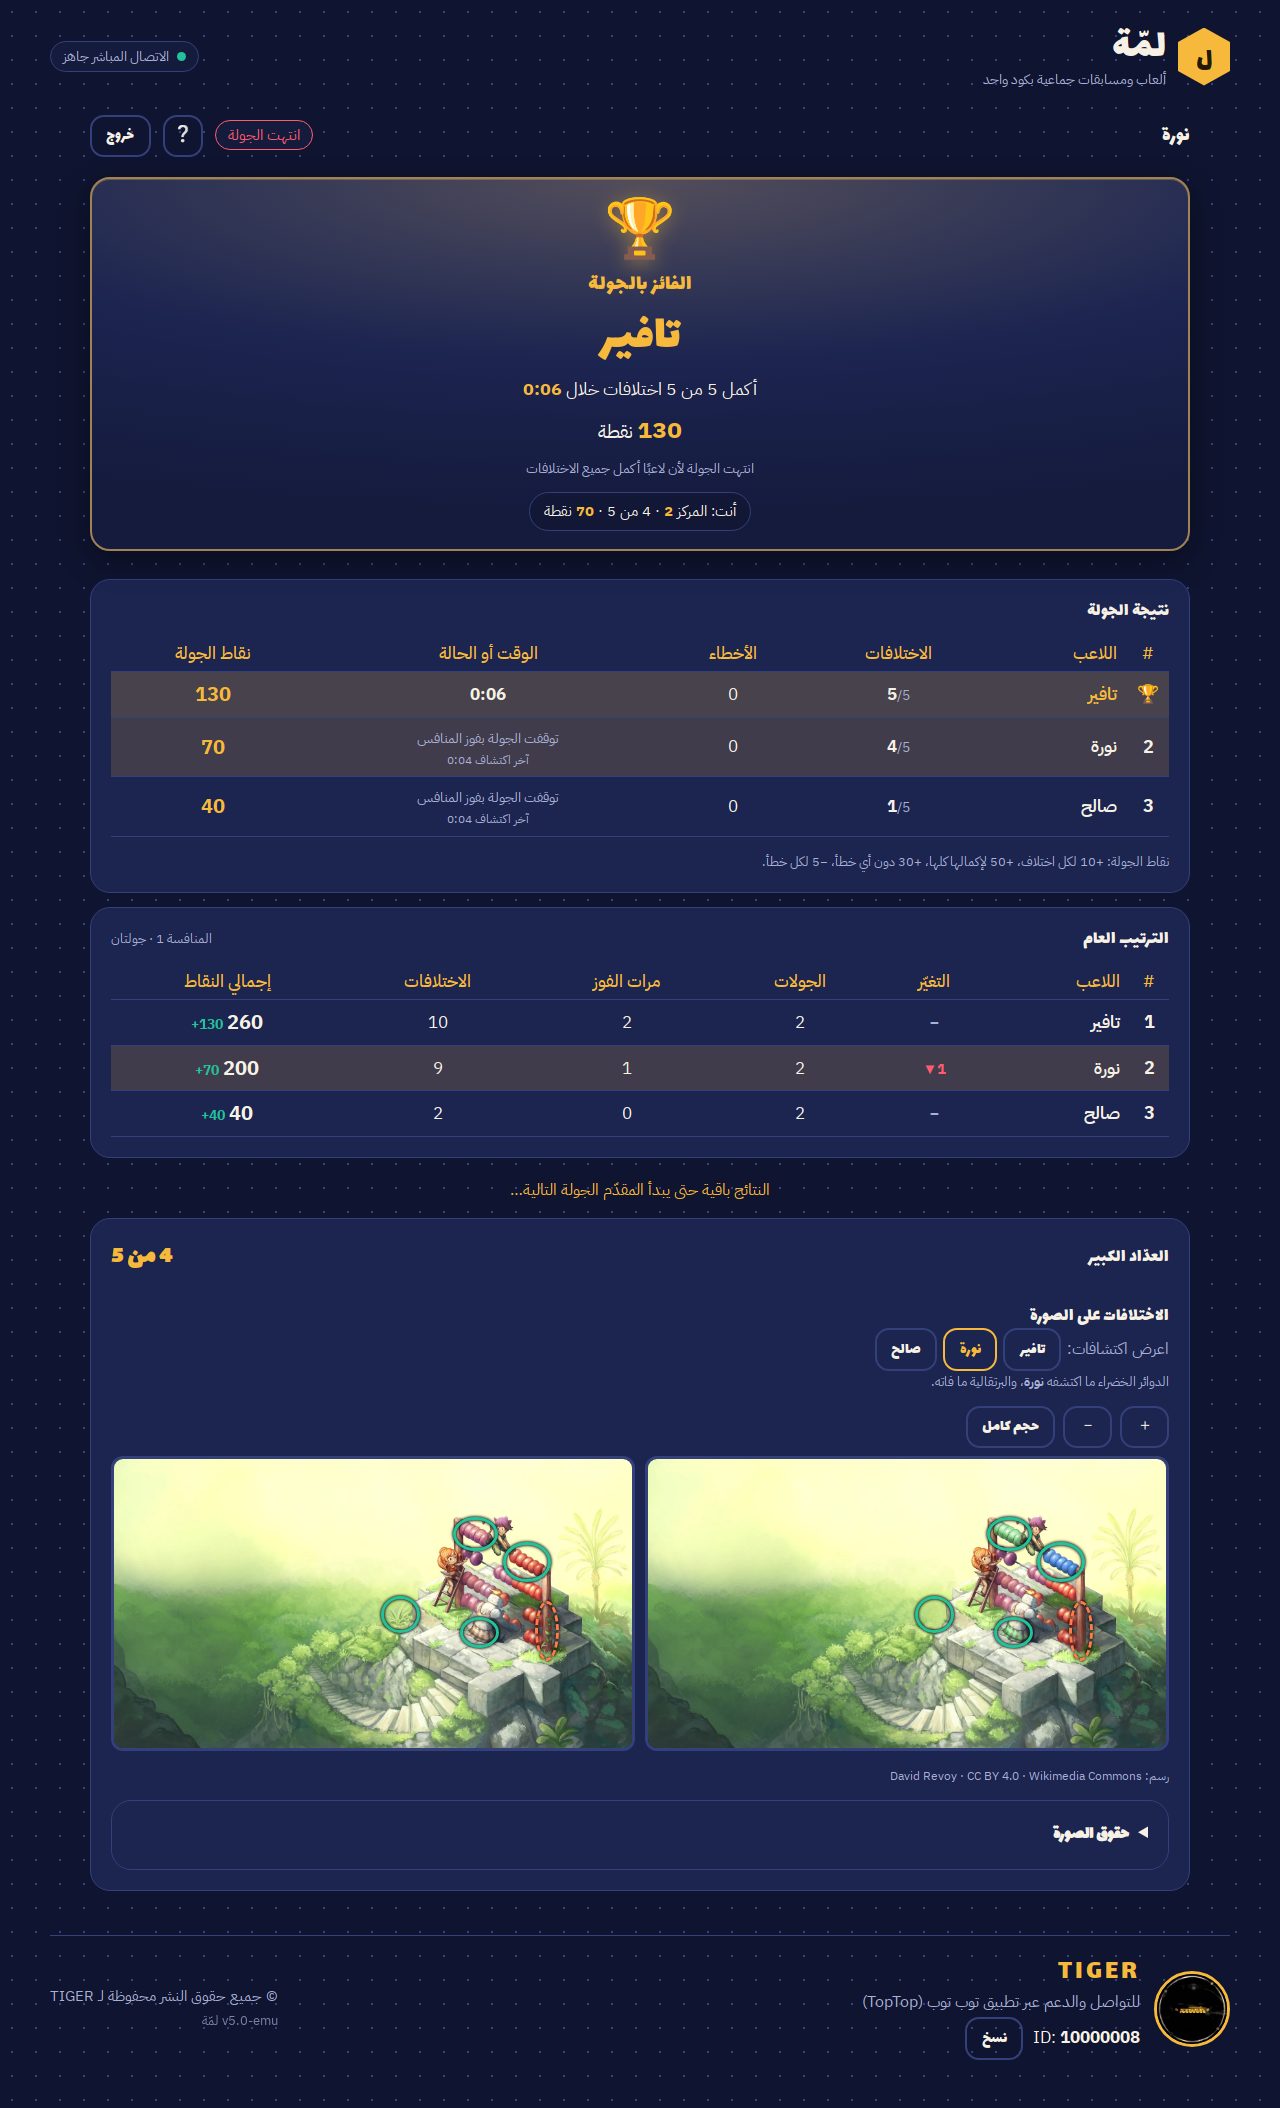 ل
لمّة
ألعاب ومسابقات جماعية بكود واحد
الاتصال المباشر جاهز
نورة
انتهت الجولة
?
خروج
الفائز بالجولة
تافير
أكمل 5 من 5 اختلافات خلال 0:06
130 نقطة
انتهت الجولة لأن لاعبًا أكمل جميع الاختلافات
أنت: المركز 2 · 4 من 5 · 70 نقطة
نتيجة الجولة
# اللاعب الاختلافات الأخطاء الوقت أو الحالة نقاط الجولة
تافير 5/5 0 0:06 130
2 نورة 4/5 0 توقفت الجولة بفوز المنافس 70
آخر اكتشاف 0:04
3 صالح 1/5 0 توقفت الجولة بفوز المنافس 40
آخر اكتشاف 0:04
نقاط الجولة: +10 لكل اختلاف، +50 لإكمالها كلها، +30 دون أي خطأ، −5 لكل خطأ.
الترتيب العام
المنافسة 1 · جولتان
# اللاعب التغيّر الجولات مرات الفوز الاختلافات إجمالي النقاط
1 تافير – 2 2 10 260 +130
2 نورة ▼1 2 1 9 200 +70
3 صالح – 2 0 2 40 +40
النتائج باقية حتى يبدأ المقدّم الجولة التالية...
العدّاد الكبير
4 من 5
الاختلافات على الصورة
اعرض اكتشافات: تافير نورة صالح
الدوائر الخضراء ما اكتشفه نورة، والبرتقالية ما فاته.
+ − حجم كامل
رسم: David Revoy · CC BY 4.0 · Wikimedia Commons
حقوق الصورة
TIGER
للتواصل والدعم عبر تطبيق توب توب (TopTop)
ID: 10000008 نسخ
© جميع حقوق النشر محفوظة لـ TIGER
لمّة v5.0-emu